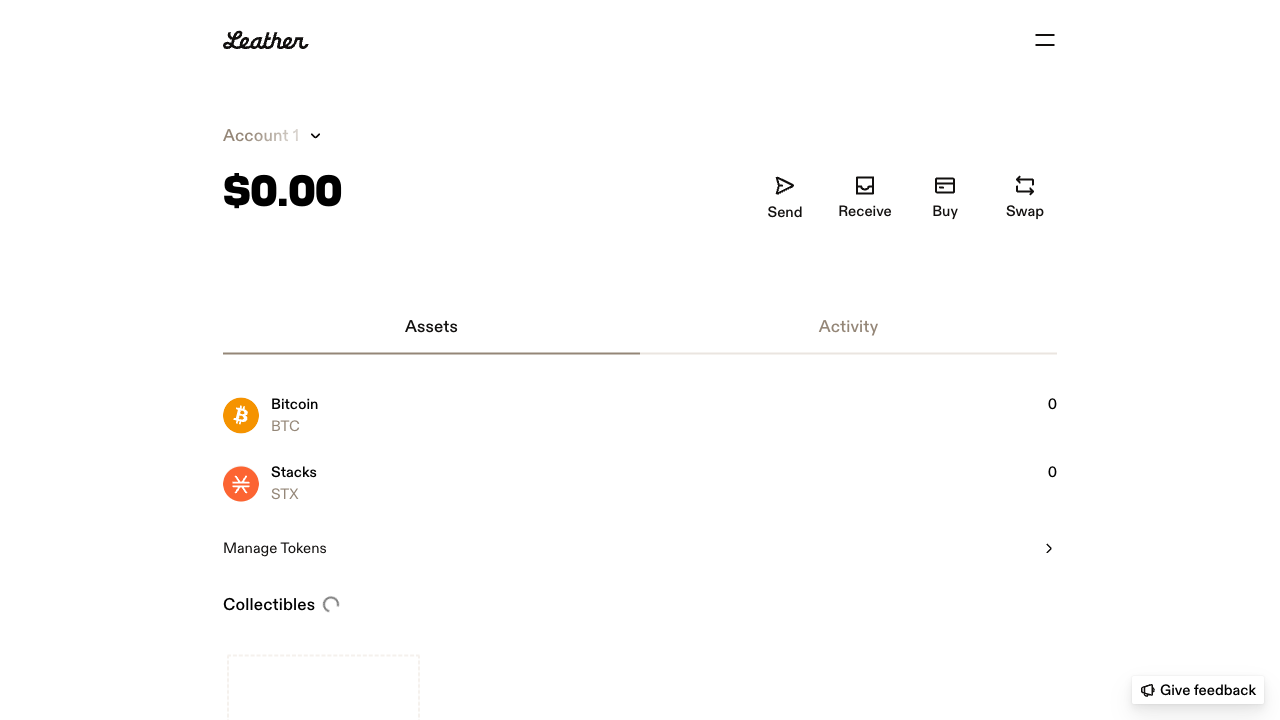 Leather
Account 1
$0.00
Send
Receive
Buy
Swap
Assets
Activity
Bitcoin
0
BTC
Stacks
0
STX
Manage Tokens
Collectibles
Give feedback